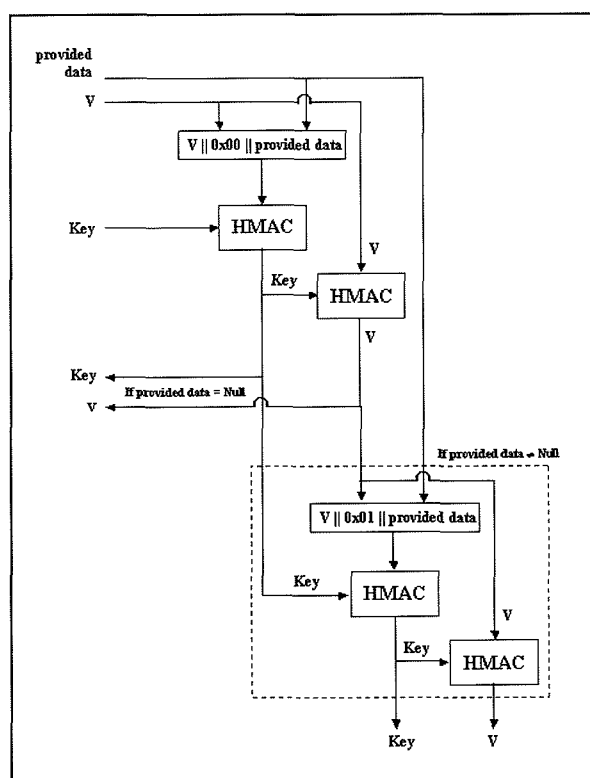 provided
data
V
V || 0x00 || provided data
Key
HMAC
V
Key
HMAC
V
Key
If provided data = Null
V
If provided data ≠ Null
V || 0x01 || provided data
Key
HMAC
V
Key
HMAC
Key
V